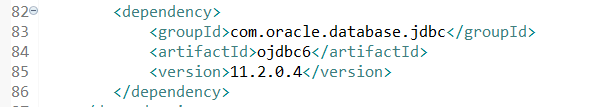 82 <dependency>
83 <groupId>com.oracle.database.jdbc</groupId>
84 <artifactId>ojdbc6</artifactId>
85 <version>11.2.0.4</version>
86 </dependency>